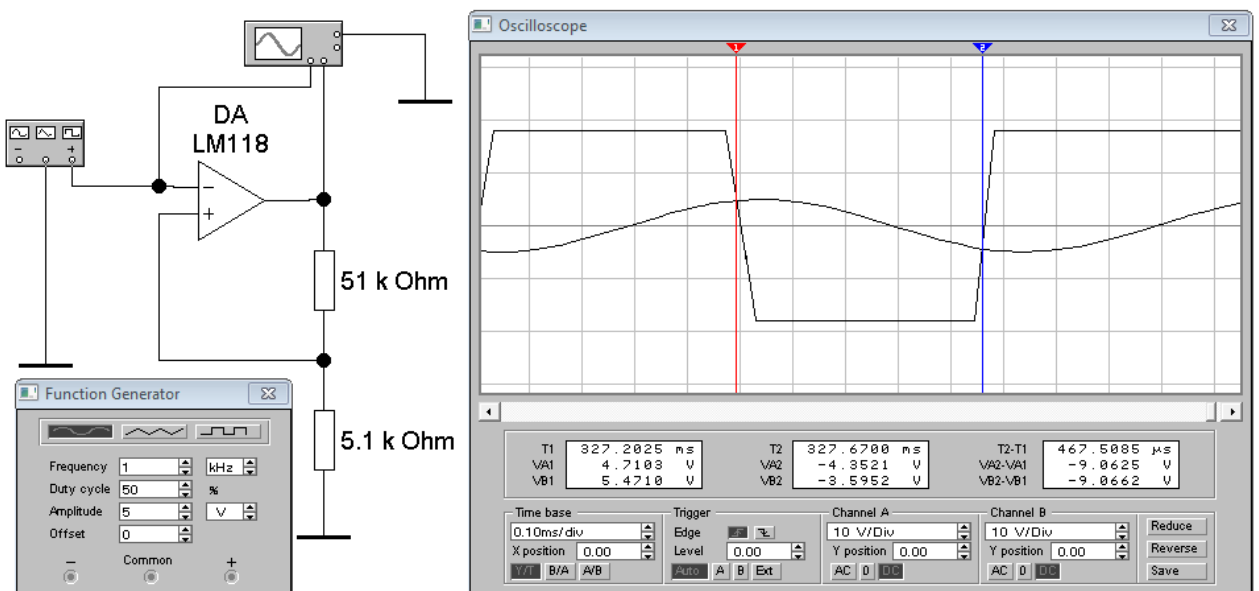 DA
LM118
51 k Ohm
5.1 k Ohm
Function Generator
Frequency 1 kHz
Duty cycle 50 %
Amplitude 5 V
Offset 0
− Common +
Oscilloscope
1 2
T1 327.2025 ms T2 327.6700 ms T2-T1 467.5085 µs
VA1 4.7103 V VA2 -4.3521 V VA2-VA1 -9.0625 V
VB1 5.4710 V VB2 -3.5952 V VB2-VB1 -9.0662 V
Time base Trigger Channel A Channel B
0.10ms/div Edge 10 V/Div 10 V/Div Reduce
X position 0.00 Level 0.00 Y position 0.00 Y position 0.00 Reverse
Y/T B/A A/B Auto A B Ext AC 0 DC AC 0 DC Save